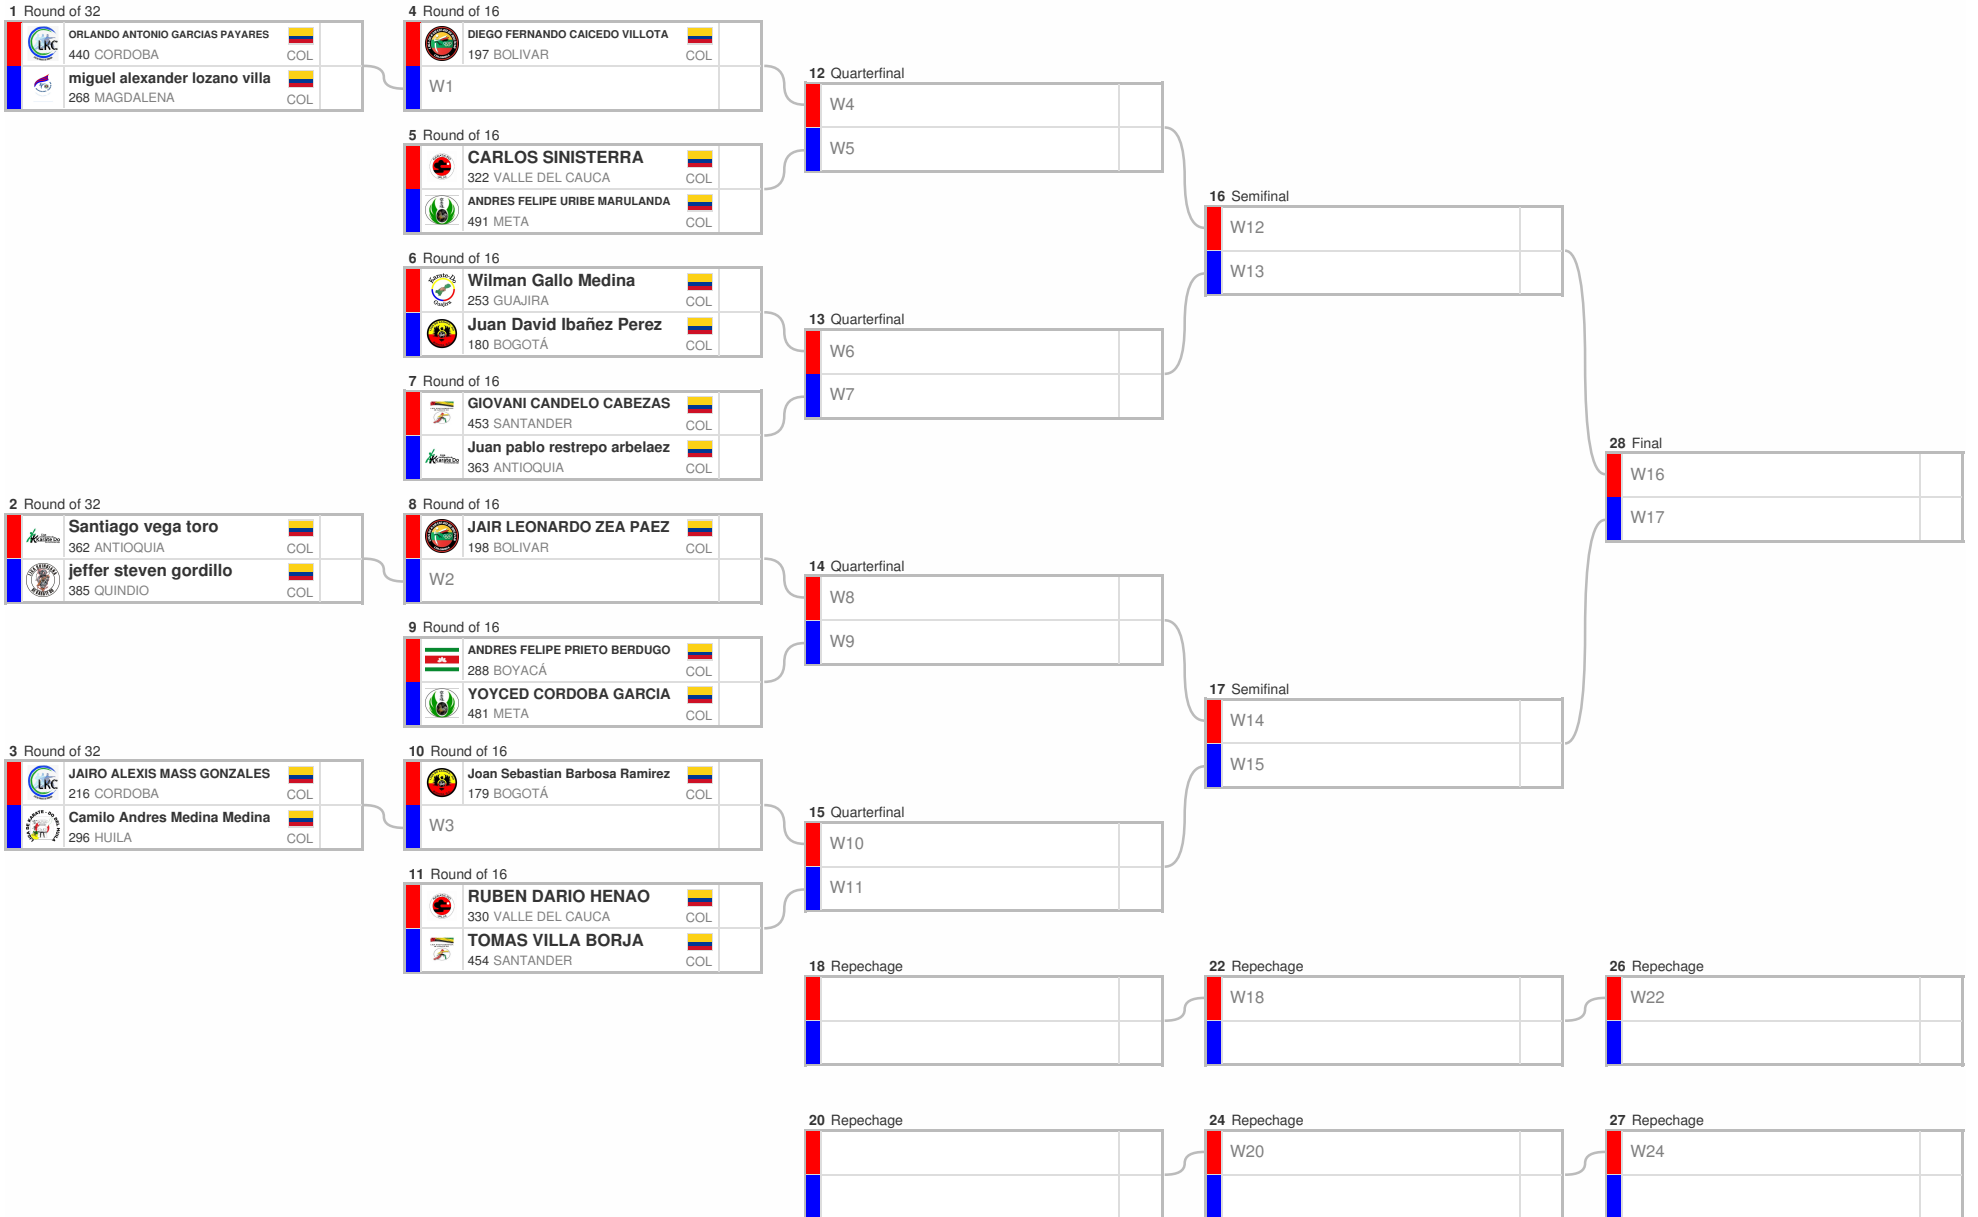 1 Round of 32
ORLANDO ANTONIO GARCIAS PAYARES
440 CORDOBA COL
miguel alexander lozano villa
268 MAGDALENA COL
2 Round of 32
Santiago vega toro
362 ANTIOQUIA COL
jeffer steven gordillo
385 QUINDIO COL
3 Round of 32
JAIRO ALEXIS MASS GONZALES
216 CORDOBA COL
Camilo Andres Medina Medina
296 HUILA COL
4 Round of 16
DIEGO FERNANDO CAICEDO VILLOTA
197 BOLIVAR COL
W1
5 Round of 16
CARLOS SINISTERRA
322 VALLE DEL CAUCA COL
ANDRES FELIPE URIBE MARULANDA
491 META COL
6 Round of 16
Wilman Gallo Medina
253 GUAJIRA COL
Juan David Ibañez Perez
180 BOGOTÁ COL
7 Round of 16
GIOVANI CANDELO CABEZAS
453 SANTANDER COL
Juan pablo restrepo arbelaez
363 ANTIOQUIA COL
8 Round of 16
JAIR LEONARDO ZEA PAEZ
198 BOLIVAR COL
W2
9 Round of 16
ANDRES FELIPE PRIETO BERDUGO
288 BOYACÁ COL
YOYCED CORDOBA GARCIA
481 META COL
10 Round of 16
Joan Sebastian Barbosa Ramirez
179 BOGOTÁ COL
W3
11 Round of 16
RUBEN DARIO HENAO
330 VALLE DEL CAUCA COL
TOMAS VILLA BORJA
454 SANTANDER COL
12 Quarterfinal
W4
W5
13 Quarterfinal
W6
W7
14 Quarterfinal
W8
W9
15 Quarterfinal
W10
W11
16 Semifinal
W12
W13
17 Semifinal
W14
W15
28 Final
W16
W17
18 Repechage
22 Repechage
W18
26 Repechage
W22
20 Repechage
24 Repechage
W20
27 Repechage
W24